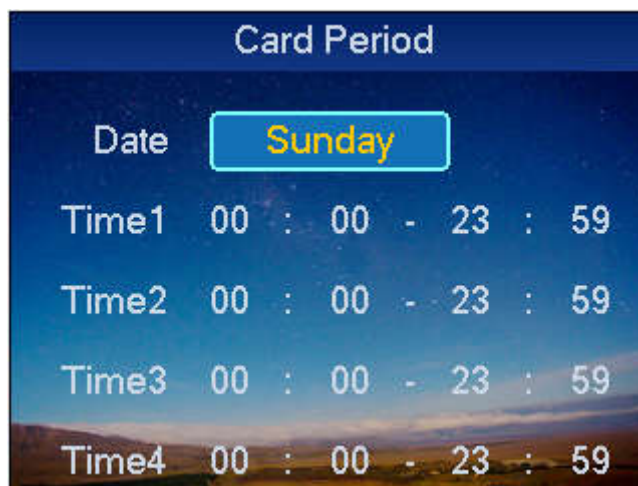 Card Period
Date Sunday
Time1 00 : 00 - 23 : 59
Time2 00 : 00 - 23 : 59
Time3 00 : 00 - 23 : 59
Time4 00 : 00 - 23 : 59